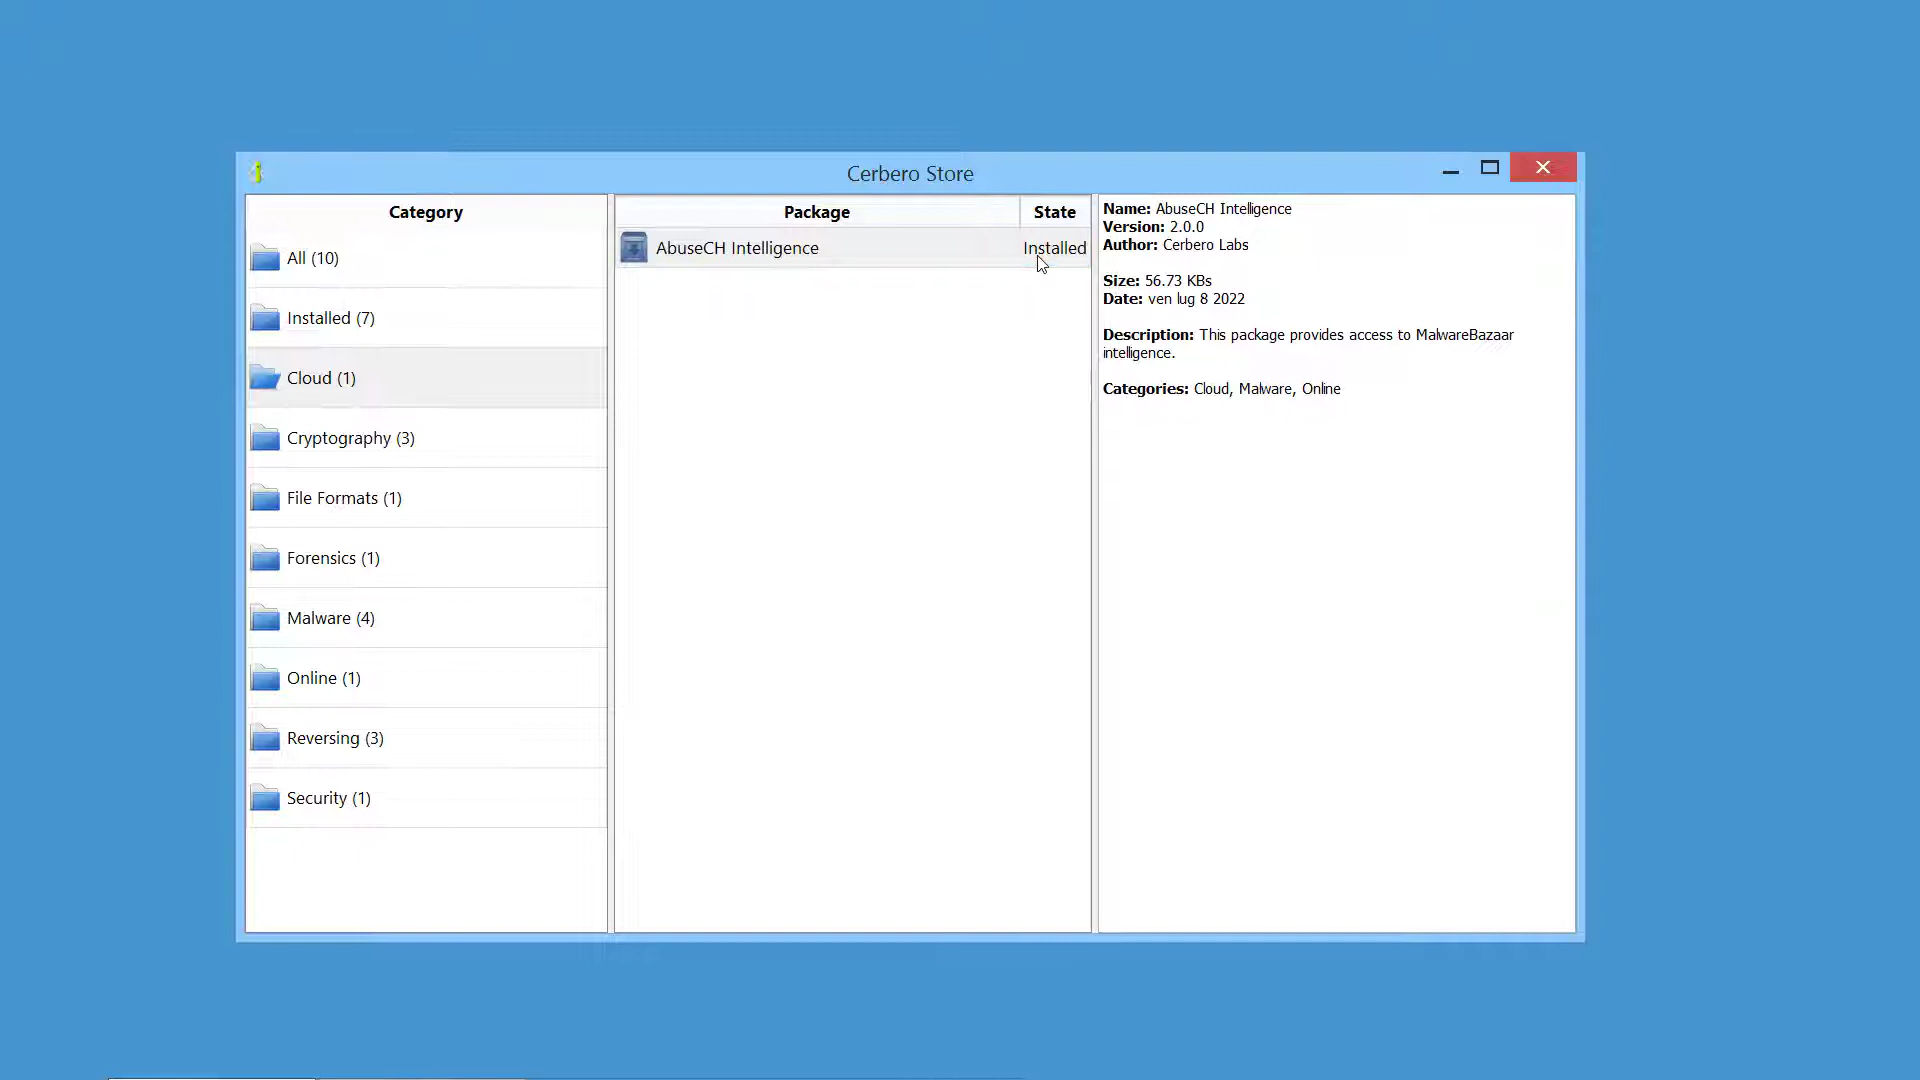 Cerbero Store
Category
All (10)
Installed (7)
Cloud (1)
Cryptography (3)
File Formats (1)
Forensics (1)
Malware (4)
Online (1)
Reversing (3)
Security (1)
Package State
AbuseCH Intelligence Installed
Name: AbuseCH Intelligence
Version: 2.0.0
Author: Cerbero Labs
Size: 56.73 KBs
Date: ven lug 8 2022
Description: This package provides access to MalwareBazaar
intelligence.
Categories: Cloud, Malware, Online